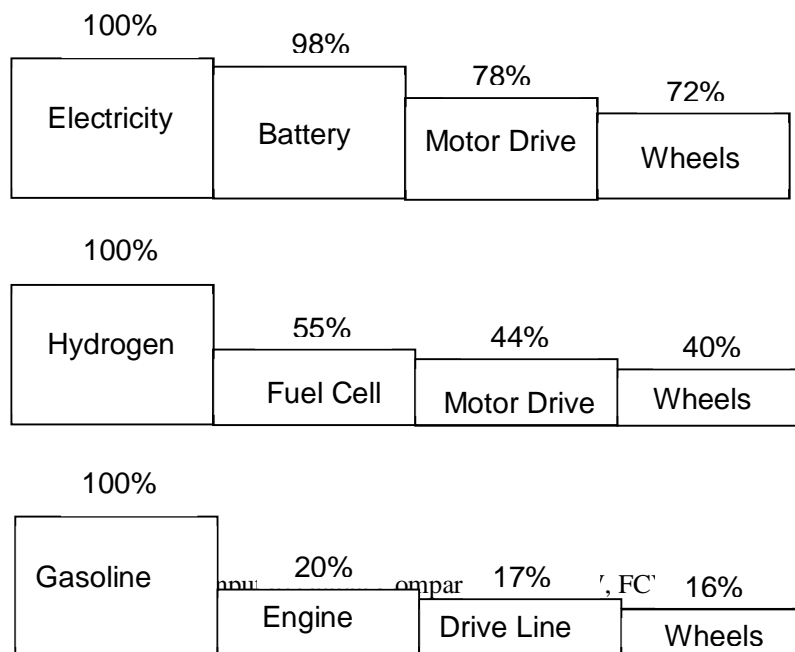 100%
98%
78%
72%
Electricity
Battery
Motor Drive
Wheels
100%
55%
44%
40%
Hydrogen
Fuel Cell
Motor Drive
Wheels
100%
20%
17%
16%
Gasoline
Engine
Drive Line
Wheels